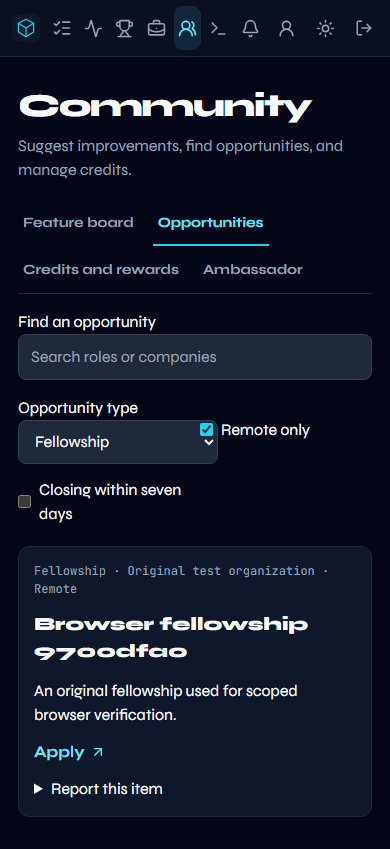 Community
Suggest improvements, find opportunities, and
manage credits.
Feature board
Opportunities
Credits and rewards
Ambassador
Find an opportunity
Search roles or companies
Opportunity type
Fellowship
Remote only
Closing within seven
days
Fellowship · Original test organization ·
Remote
Browser fellowship
9700dfa0
An original fellowship used for scoped
browser verification.
Apply
Report this item